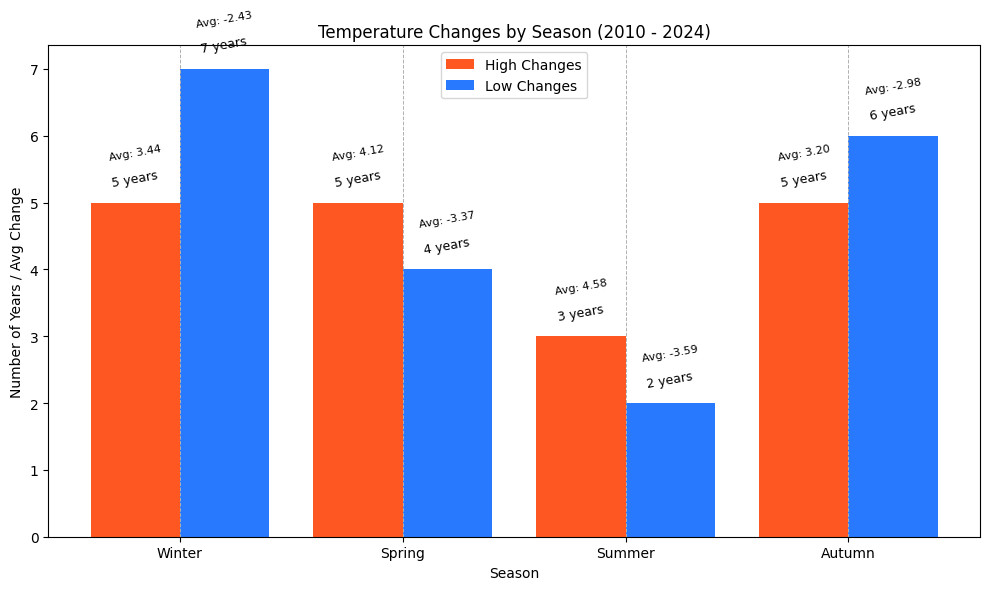 Temperature Changes by Season (2010 - 2024)
High Changes
Low Changes
Number of Years / Avg Change
7
6
5
4
3
2
1
0
Avg: 3.44
5 years
Avg: -2.43
7 years
Avg: 4.12
5 years
Avg: -3.37
4 years
Avg: 4.58
3 years
Avg: -3.59
2 years
Avg: 3.20
5 years
Avg: -2.98
6 years
Winter
Spring
Summer
Autumn
Season